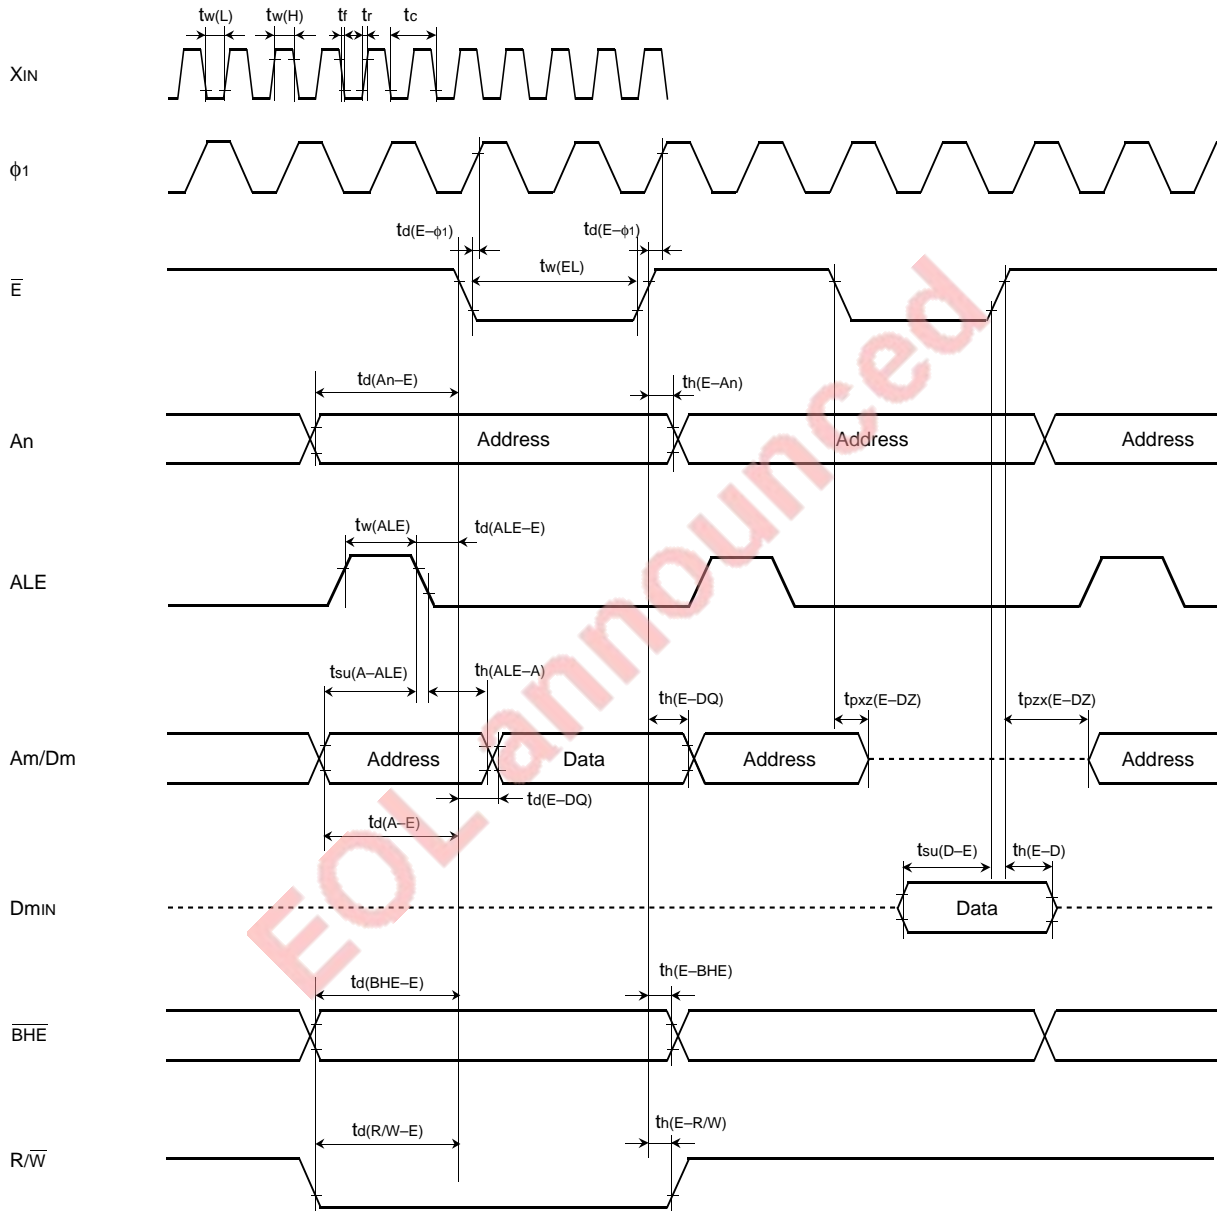 tw(L) tw(H) tf tr tc
XIN
ϕ1
td(E–ϕ1) td(E–ϕ1)
tw(EL)
E̅
td(An–E) th(E–An)
An Address Address Address
tw(ALE) td(ALE–E)
ALE
tsu(A–ALE) th(ALE–A) th(E–DQ) tpxz(E–DZ) tpzx(E–DZ)
Am/Dm Address Data Address Address
td(E–DQ)
td(A–E)
tsu(D–E) th(E–D)
DmIN Data
td(BHE–E) th(E–BHE)
B̅H̅E̅
td(R/W–E) th(E–R/W)
R/W̅
EOL announced